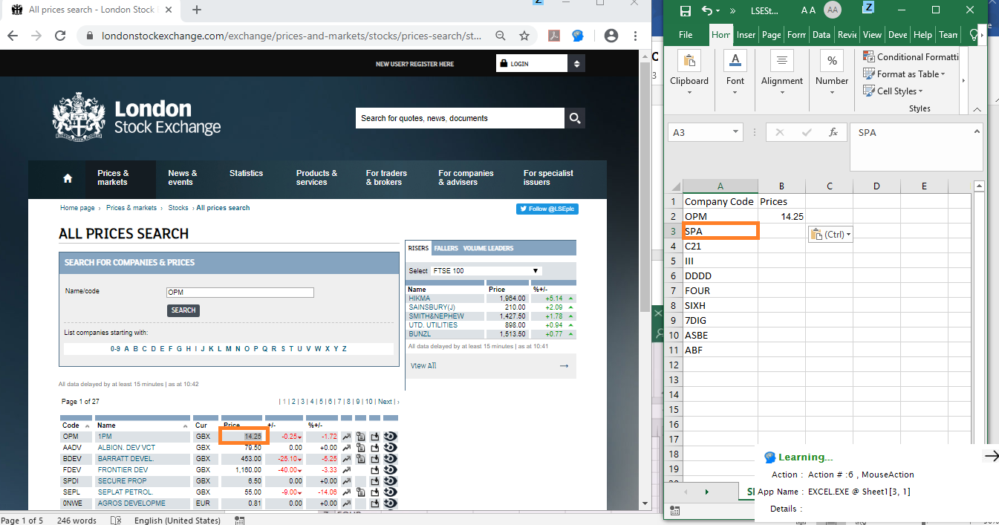 All prices search - London Stock
londonstockexchange.com/exchange/prices-and-markets/stocks/prices-search/st...
NEW USER? REGISTER HERE
LOGIN
London
Stock Exchange
Search for quotes, news, documents
Prices & markets
News & events
Statistics
Products & services
For traders & brokers
For companies & advisers
For specialist issuers
Home page › Prices & markets › Stocks › All prices search
Follow @LSEplc
ALL PRICES SEARCH
SEARCH FOR COMPANIES & PRICES
Name/code
OPM
SEARCH
List companies starting with:
0-9 A B C D E F G H I J K L M N O P Q R S T U V W X Y Z
All data delayed by at least 15 minutes | as at 10:42
Page 1 of 27
| 1 | 2 | 3 | 4 | 5 | 6 | 7 | 8 | 9 | 10 | Next | ›
Code Name Cur Price +/- %+/-
OPM 1PM GBX 14.25 -0.25 -1.72
AADV ALBION. DEV VCT GBX 79.50 0.00 +0.00
BDEV BARRATT DEVEL. GBX 453.00 -25.10 -5.25
FDEV FRONTIER DEV GBX 1,160.00 -40.00 -3.33
SPDI SECURE PROP GBX 6.50 0.00 +0.00
SEPL SEPLAT PETROL. GBX 55.00 -9.00 -14.06
0NWE AGROS DEVELOPME EUR 0.81 0.00 +0.00
RISERS FALLERS VOLUME LEADERS
Select FTSE 100
Name Price %+/-
HIKMA 1,964.00 +5.14
SAINSBURY(J) 210.00 +2.09
SMITH&NEPHEW 1,427.50 +1.78
UTD. UTILITIES 898.00 +0.94
BUNZL 1,513.50 +0.77
All data delayed by at least 15 minutes | as at 10:41
View All →
Page 1 of 5 246 words English (United States)
Z
LSESt... A A AA Z
File Hom Inser Page Forn Data Revie View Deve Help Team
Clipboard
Font
Alignment
%
Number
Conditional Formatti
Format as Table
Cell Styles
Styles
A3 fx SPA
A B C D E
1 Company Code Prices
2 OPM 14.25
3 SPA
(Ctrl)
4 C21
5 III
6 DDDD
7 FOUR
8 SIXH
9 7DIG
10 ASBE
11 ABF
12
13
14
15
16
17
18
19
Learning...
Action : Action # :6 , MouseAction
App Name : EXCEL.EXE @ Sheet1[3, 1]
Details :